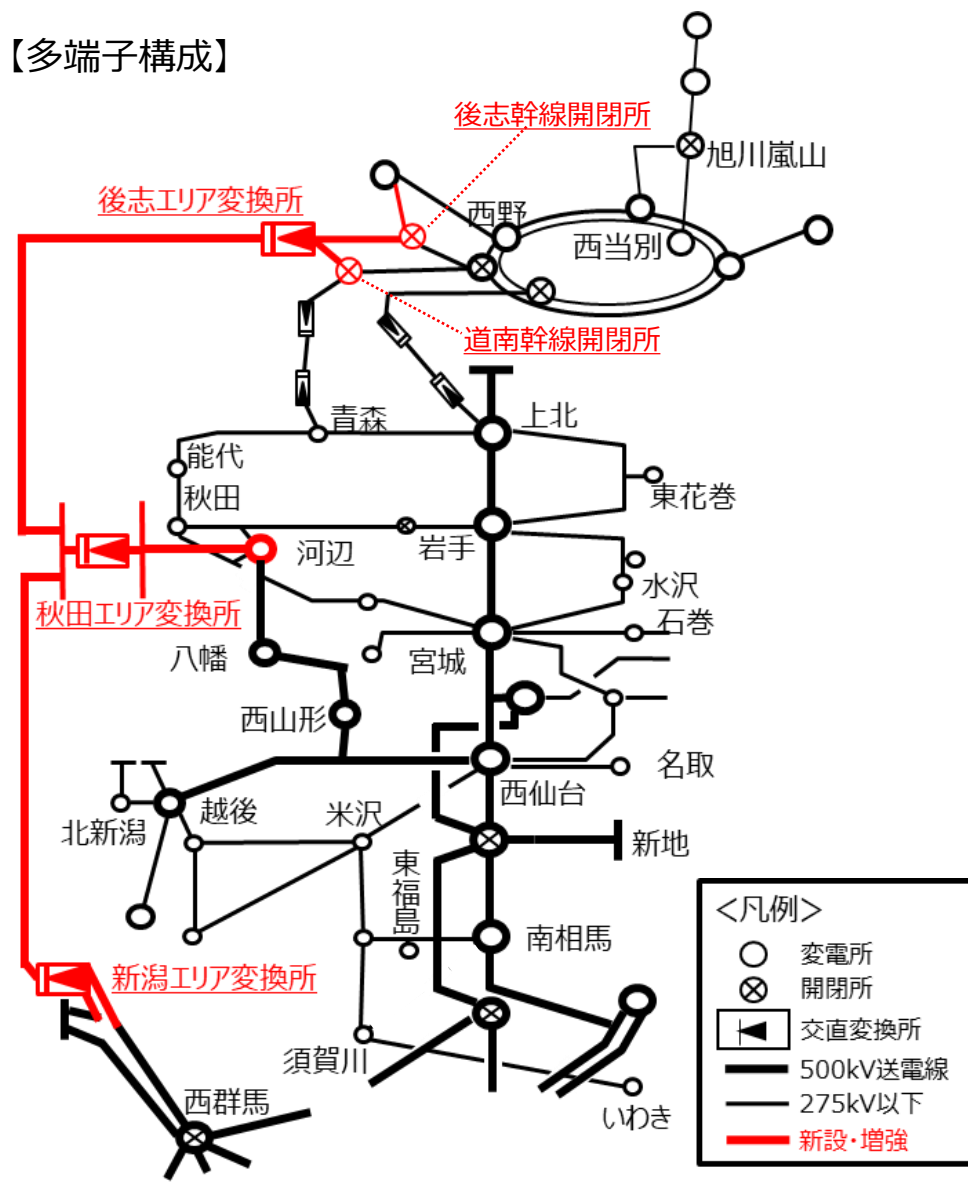 【多端子構成】
後志幹線開閉所
旭川嵐山
後志エリア変換所
西野
西当別
道南幹線開閉所
青森
上北
能代
秋田
東花巻
岩手
河辺
水沢
秋田エリア変換所
石巻
八幡
宮城
西山形
名取
西仙台
越後
米沢
北新潟
新地
東福島
南相馬
新潟エリア変換所
須賀川
西群馬
いわき
＜凡例＞
変電所
開閉所
交直変換所
500kV送電線
275kV以下
新設・増強